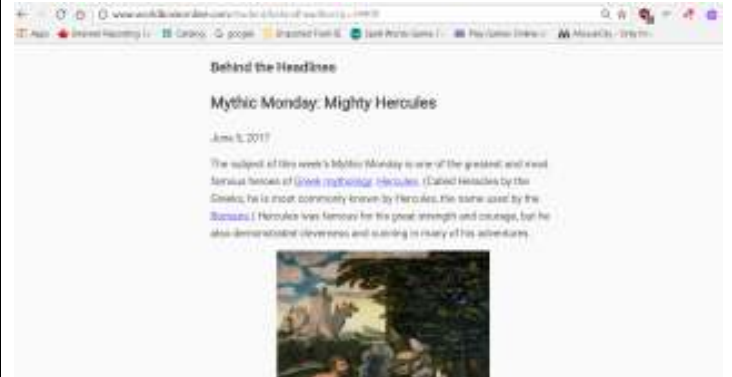 Apps Catalog google
Behind the Headlines
Mythic Monday: Mighty Hercules
June 5, 2017
The subject of this week's Mythic Monday is one of the greatest and most
famous heroes of Greek mythology, Hercules. (Called Heracles by the
Greeks, he is most commonly known by Hercules, the name used by the
Romans.) Hercules was famous for his great strength and courage, but he
also demonstrated cleverness and cunning in many of his adventures.